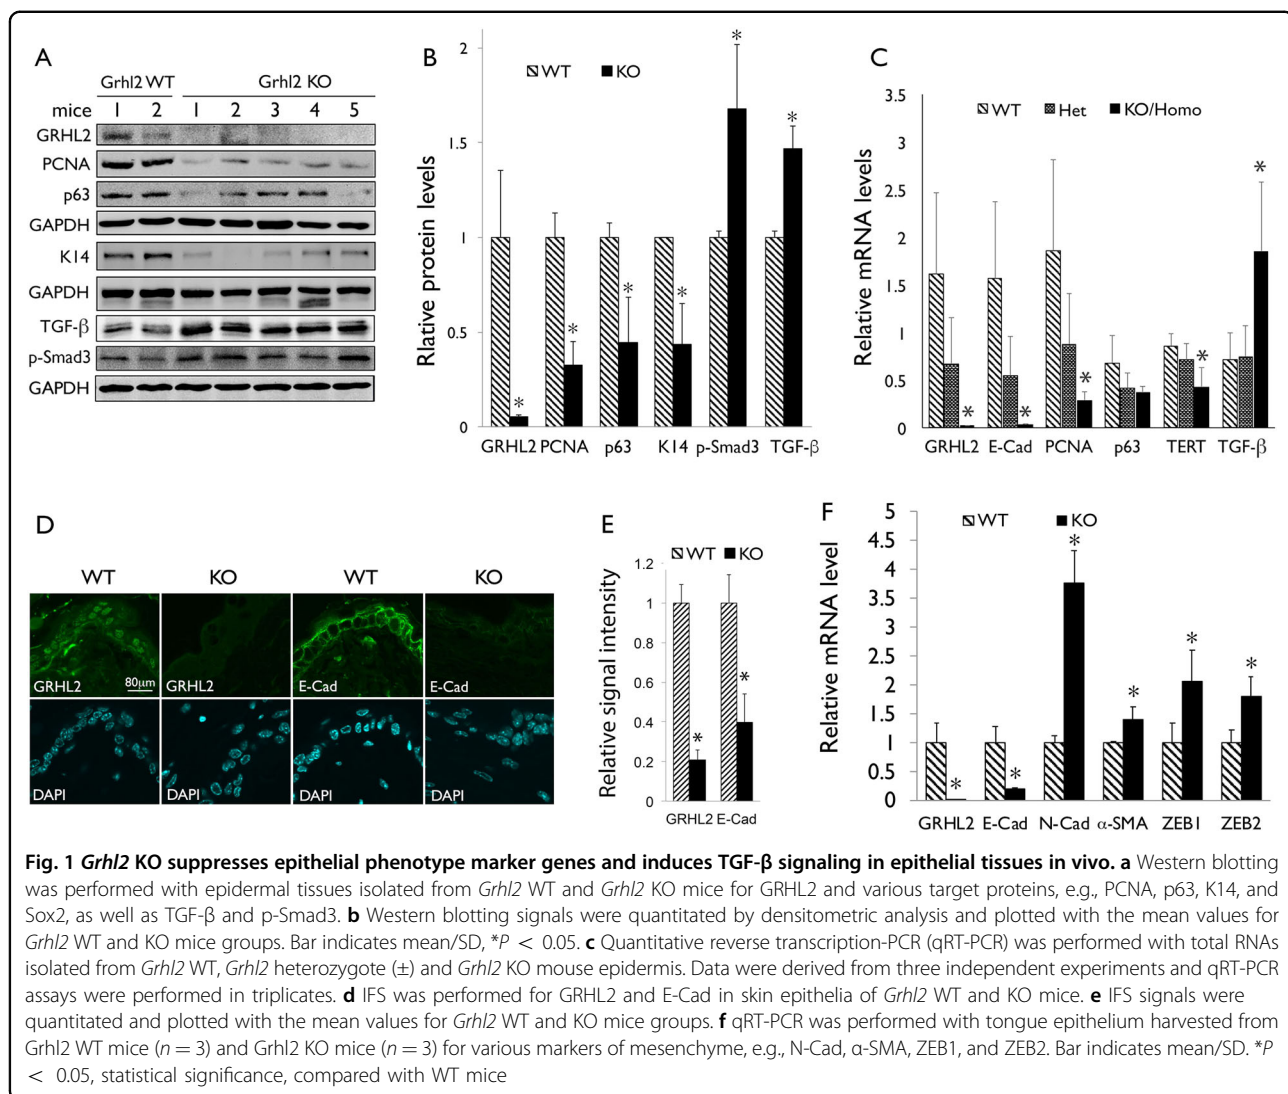 A
Grhl2 WT Grhl2 KO
mice 1 2 1 2 3 4 5
GRHL2
PCNA
p63
GAPDH
K14
GAPDH
TGF-β
p-Smad3
GAPDH
B
WT KO
Rlative protein levels
2
1.5
1
0.5
0
* * * * * *
GRHL2 PCNA p63 K14 p-Smad3 TGF-β
C
WT Het KO/Homo
Relative mRNA levels
3.5
3
2.5
2
1.5
1
0.5
0
* * * * *
GRHL2 E-Cad PCNA p63 TERT TGF-β
D
WT KO WT KO
GRHL2 80µm GRHL2 E-Cad E-Cad
DAPI DAPI DAPI DAPI
E
WT KO
Relative signal intensity
1.2
1
0.8
0.6
0.4
0.2
0
* *
GRHL2 E-Cad
F
WT KO
Relative mRNA level
5
4.5
4
3.5
3
2.5
2
1.5
1
0.5
0
* * * * * *
GRHL2 E-Cad N-Cad α-SMA ZEB1 ZEB2
Fig. 1 Grhl2 KO suppresses epithelial phenotype marker genes and induces TGF-β signaling in epithelial tissues in vivo. a Western blotting
was performed with epidermal tissues isolated from Grhl2 WT and Grhl2 KO mice for GRHL2 and various target proteins, e.g., PCNA, p63, K14, and
Sox2, as well as TGF-β and p-Smad3. b Western blotting signals were quantitated by densitometric analysis and plotted with the mean values for
Grhl2 WT and KO mice groups. Bar indicates mean/SD, *P < 0.05. c Quantitative reverse transcription-PCR (qRT-PCR) was performed with total RNAs
isolated from Grhl2 WT, Grhl2 heterozygote (±) and Grhl2 KO mouse epidermis. Data were derived from three independent experiments and qRT-PCR
assays were performed in triplicates. d IFS was performed for GRHL2 and E-Cad in skin epithelia of Grhl2 WT and KO mice. e IFS signals were
quantitated and plotted with the mean values for Grhl2 WT and KO mice groups. f qRT-PCR was performed with tongue epithelium harvested from
Grhl2 WT mice (n = 3) and Grhl2 KO mice (n = 3) for various markers of mesenchyme, e.g., N-Cad, α-SMA, ZEB1, and ZEB2. Bar indicates mean/SD. *P
< 0.05, statistical significance, compared with WT mice